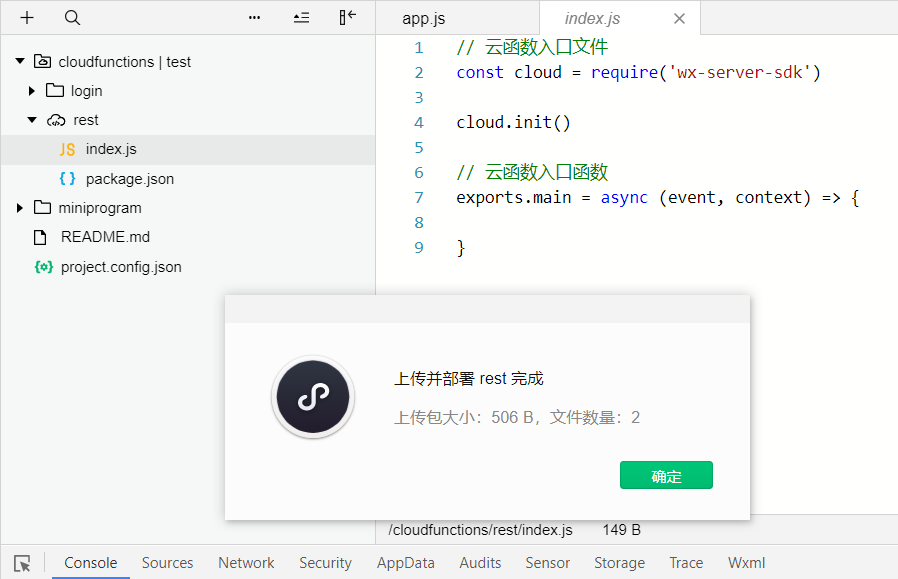 app.js
index.js
cloudfunctions | test
login
rest
JS index.js
{ } package.json
miniprogram
README.md
project.config.json
1 // 云函数入口文件
2 const cloud = require('wx-server-sdk')
3
4 cloud.init()
5
6 // 云函数入口函数
7 exports.main = async (event, context) => {
8
9 }
上传并部署 rest 完成
上传包大小：506 B，文件数量：2
确定
/cloudfunctions/rest/index.js 149 B
Console Sources Network Security AppData Audits Sensor Storage Trace Wxml